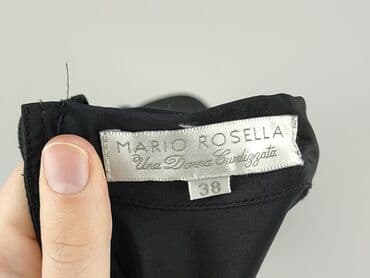 MARIO ROSELLA
Una Donna Civilizzata
38